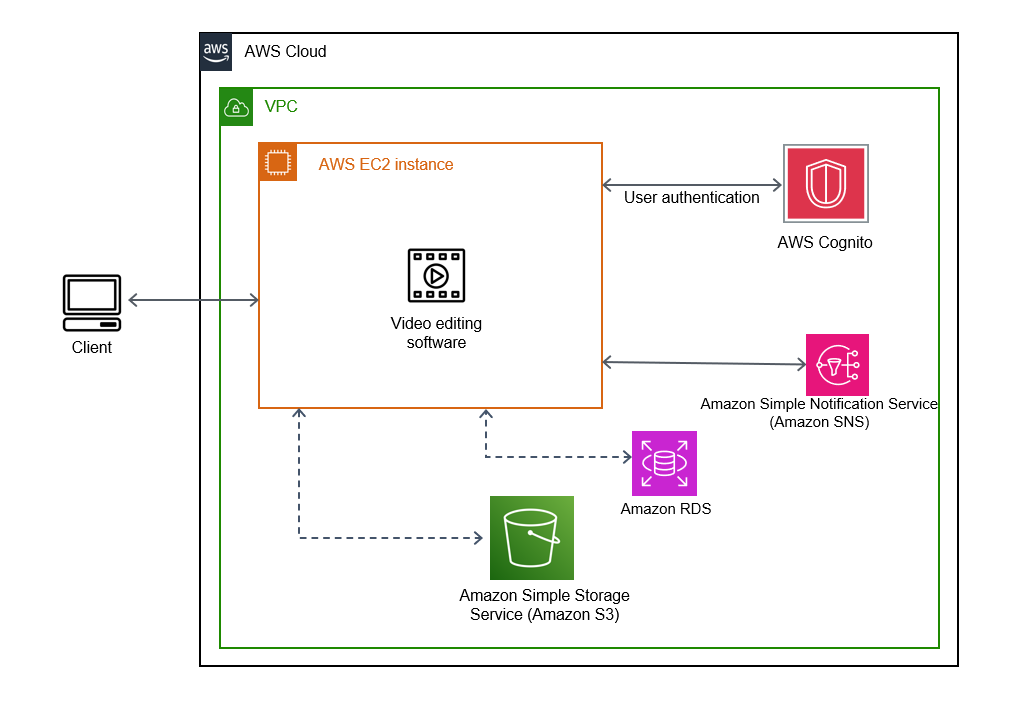 aws
AWS Cloud
VPC
AWS EC2 instance
User authentication
AWS Cognito
Video editing
software
Client
Amazon Simple Notification Service
(Amazon SNS)
Amazon RDS
Amazon Simple Storage
Service (Amazon S3)